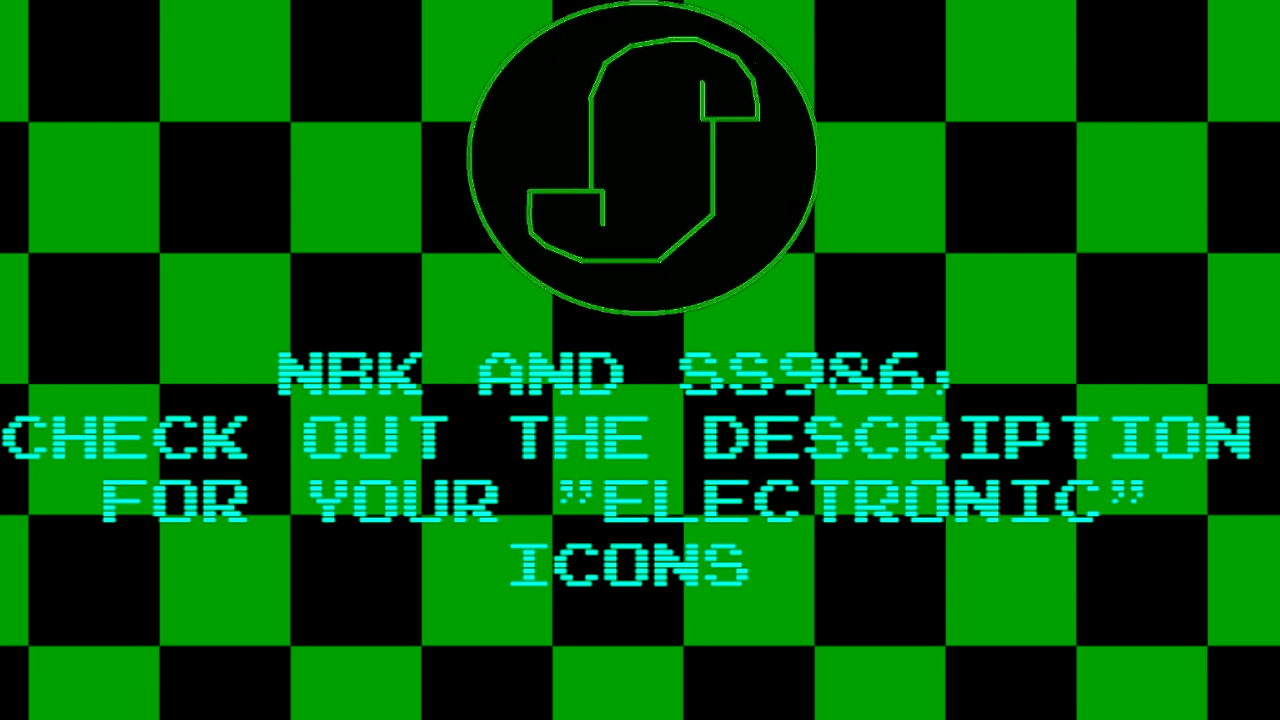 NBK AND SS986;
CHECK OUT THE DESCRIPTION
FOR YOUR "ELECTRONIC"
ICONS